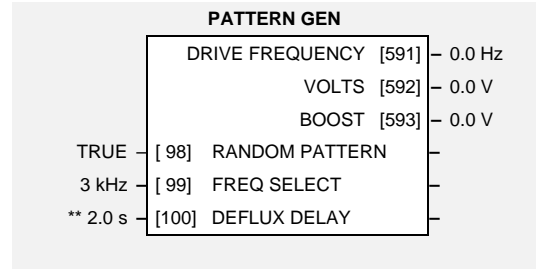 PATTERN GEN
DRIVE FREQUENCY [591] – 0.0 Hz
VOLTS [592] – 0.0 V
BOOST [593] – 0.0 V
TRUE – [ 98] RANDOM PATTERN –
3 kHz – [ 99] FREQ SELECT –
** 2.0 s – [100] DEFLUX DELAY –